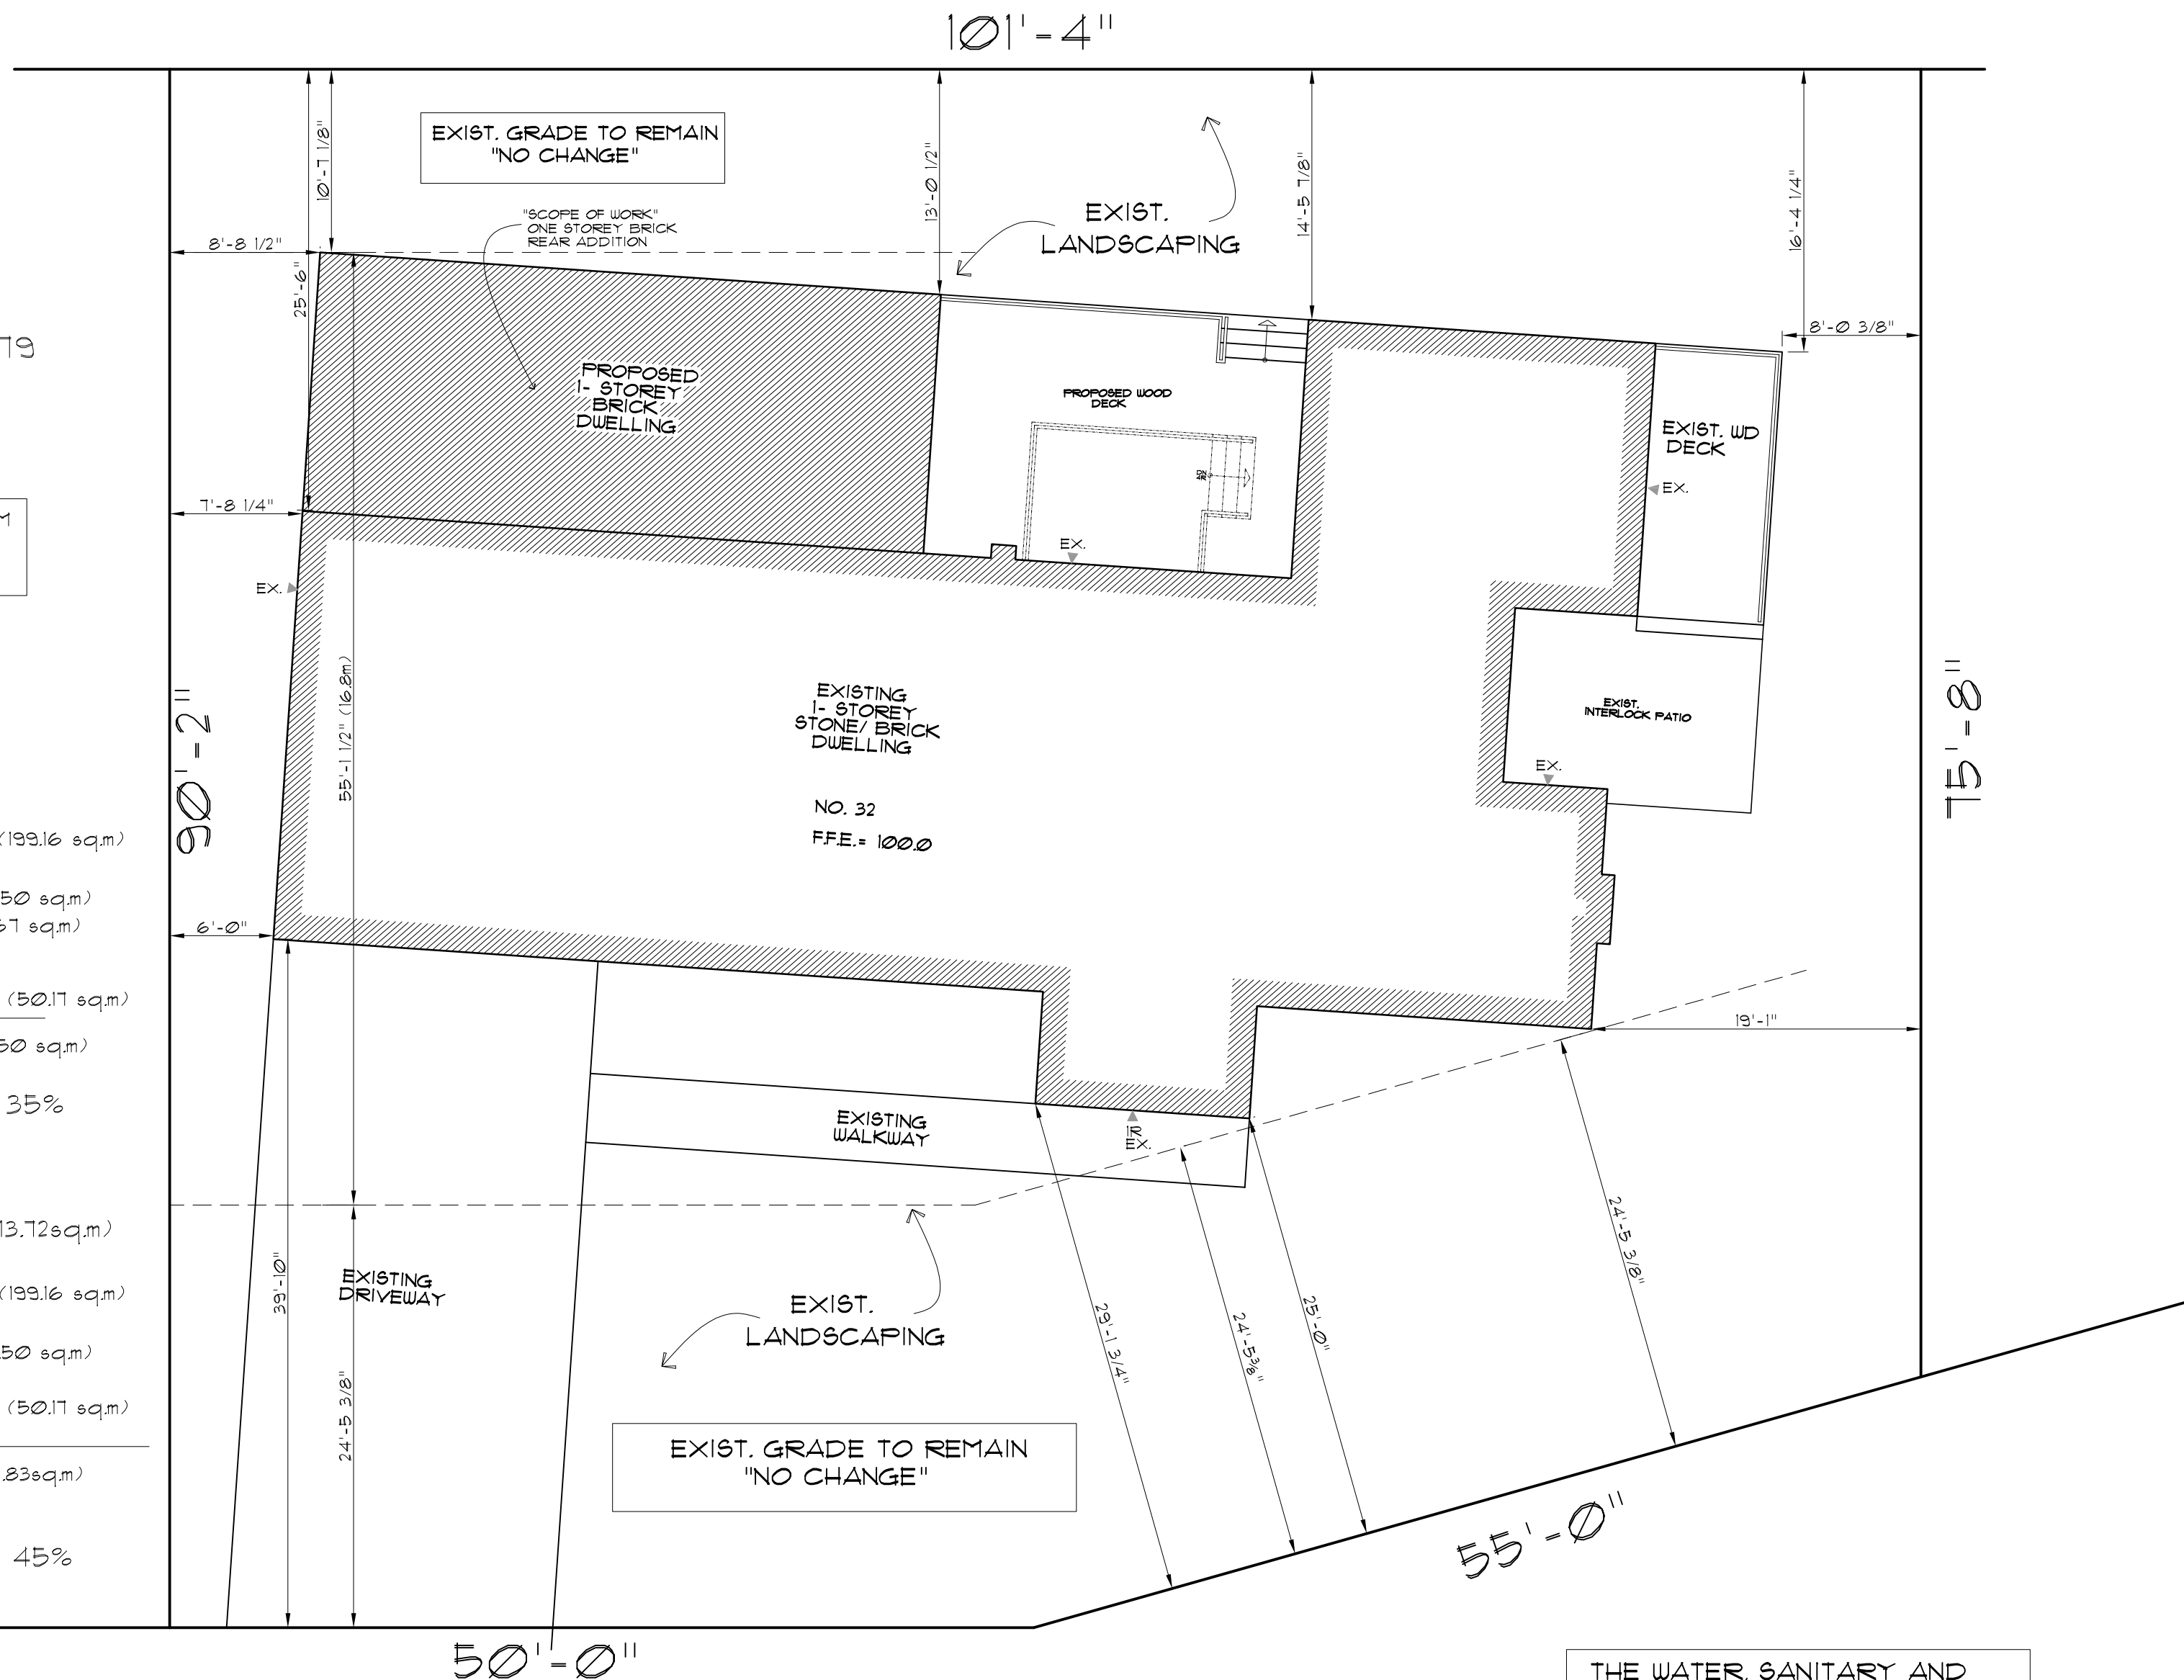 101'-4"
EXIST. GRADE TO REMAIN
"NO CHANGE"
10'-7 1/8"
13'-0 1/2"
14'-5 7/8"
16'-4 1/4"
EXIST.
LANDSCAPING
"SCOPE OF WORK"
ONE STOREY BRICK
REAR ADDITION
8'-8 1/2"
25'-6"
8'-0 3/8"
79
PROPOSED
1- STOREY
BRICK
DWELLING
PROPOSED WOOD
DECK
EXIST. WD
DECK
EX.
7'-8 1/4"
M
EX.
EX.
55'-1 1/2" (16.8m)
90'-2"
75'-8"
EXISTING
1- STOREY
STONE/ BRICK
DWELLING
NO. 32
F.F.E.= 100.0
EXIST.
INTERLOCK PATIO
EX.
(199.16 sq.m)
50 sq.m)
57 sq.m)
6'-0"
(50.17 sq.m)
50 sq.m)
35%
19'-1"
EXISTING
WALKWAY
1R
EX.
13.72sq.m)
(199.16 sq.m)
.50 sq.m)
(50.17 sq.m)
.83sq.m)
45%
39'-10"
EXISTING
DRIVEWAY
24'-5 3/8"
EXIST.
LANDSCAPING
29'-1 3/4"
24'-5 3/8"
25'-0"
24'-5 3/8"
EXIST. GRADE TO REMAIN
"NO CHANGE"
55'-0"
50'-0"
THE WATER, SANITARY AND